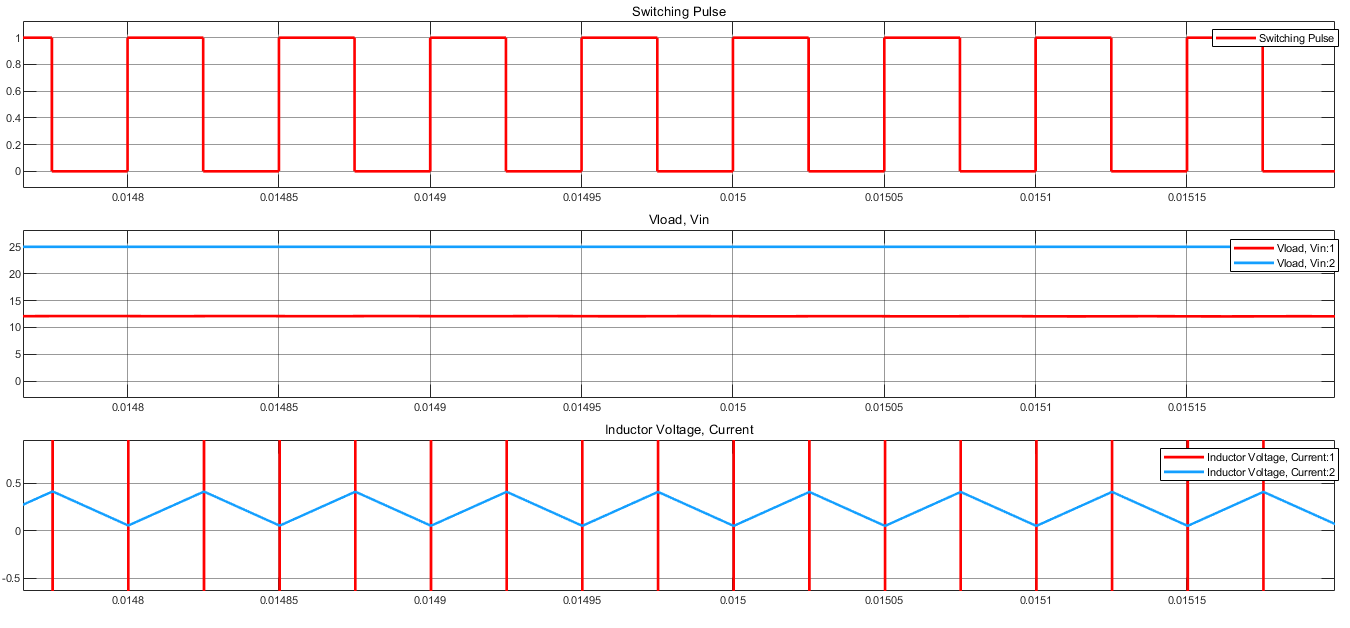 Switching Pulse
1
0.8
0.6
0.4
0.2
0
Switching Pulse
0.0148 0.01485 0.0149 0.01495 0.015 0.01505 0.0151 0.01515
Vload, Vin
25
20
15
10
5
0
Vload, Vin:1
Vload, Vin:2
0.0148 0.01485 0.0149 0.01495 0.015 0.01505 0.0151 0.01515
Inductor Voltage, Current
0.5
0
-0.5
Inductor Voltage, Current:1
Inductor Voltage, Current:2
0.0148 0.01485 0.0149 0.01495 0.015 0.01505 0.0151 0.01515